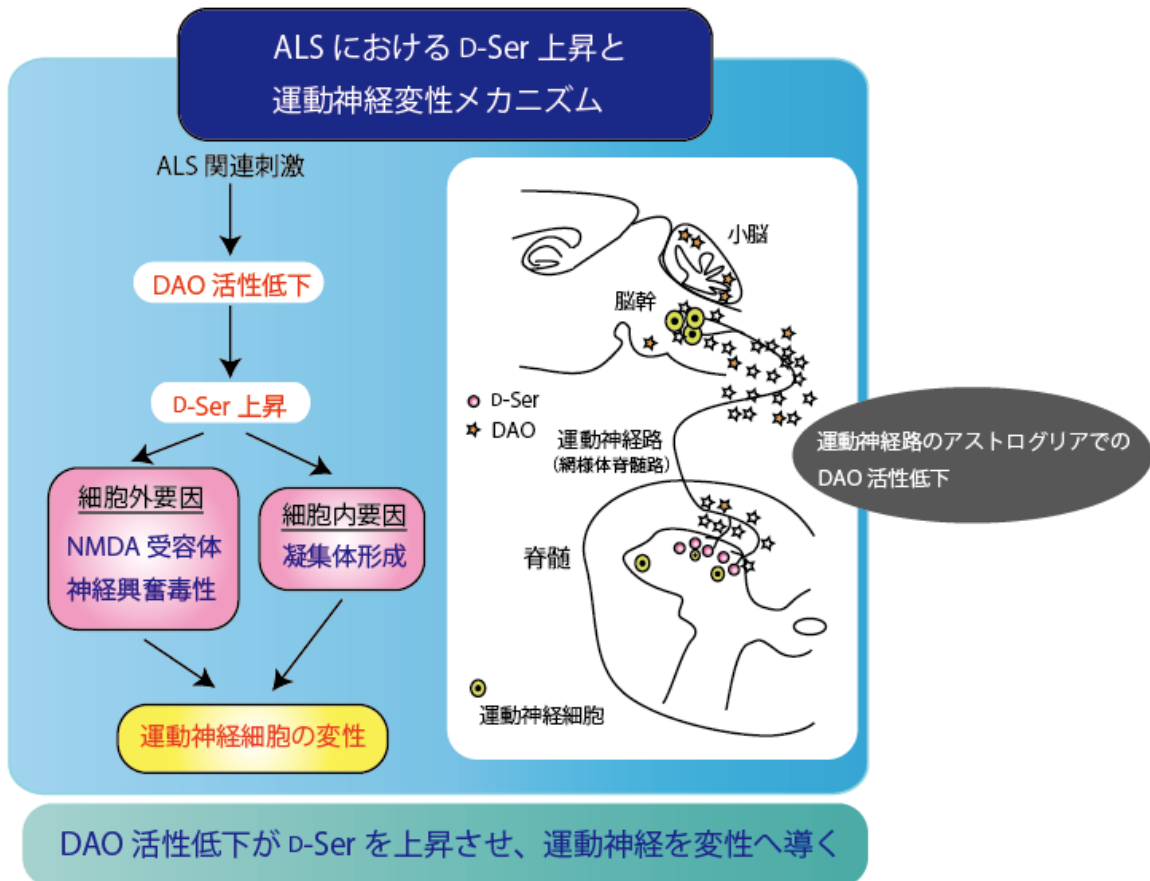 ALS における D-Ser 上昇と
運動神経変性メカニズム
ALS 関連刺激
DAO 活性低下
D-Ser 上昇
細胞外要因
NMDA 受容体
神経興奮毒性
細胞内要因
凝集体形成
運動神経細胞の変性
小脳
脳幹
D-Ser
DAO
運動神経路
（網様体脊髄路）
脊髄
運動神経細胞
運動神経路のアストログリアでの
DAO 活性低下
DAO 活性低下が D-Ser を上昇させ、運動神経を変性へ導く